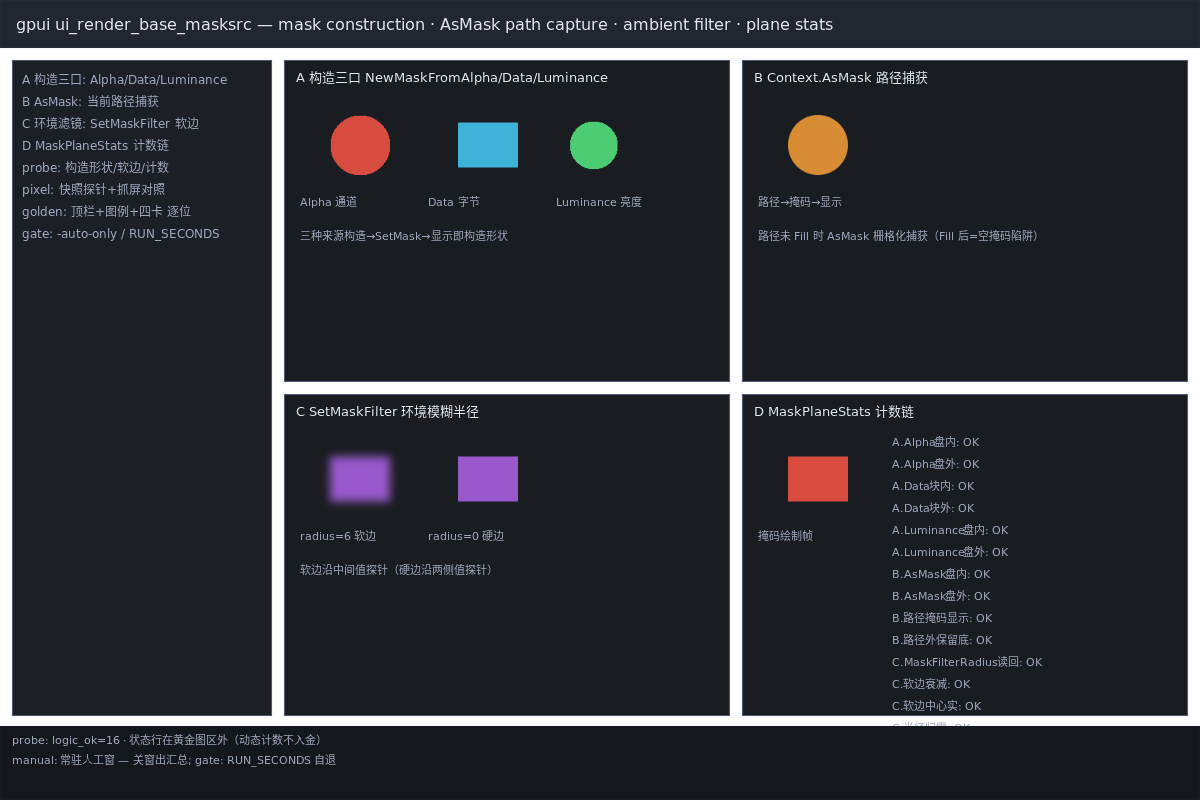 gpui ui_render_base_masksrc — mask construction · AsMask path capture · ambient filter · plane stats
A 构造三口: Alpha/Data/Luminance
B AsMask: 当前路径捕获
C 环境滤镜: SetMaskFilter 软边
D MaskPlaneStats 计数链
probe: 构造形状/软边/计数
pixel: 快照探针+抓屏对照
golden: 顶栏+图例+四卡 逐位
gate: -auto-only / RUN_SECONDS
A 构造三口 NewMaskFromAlpha/Data/Luminance
Alpha 通道
Data 字节
Luminance 亮度
三种来源构造→SetMask→显示即构造形状
B Context.AsMask 路径捕获
路径→掩码→显示
路径未 Fill 时 AsMask 栅格化捕获（Fill 后=空掩码陷阱）
C SetMaskFilter 环境模糊半径
radius=6 软边
radius=0 硬边
软边沿中间值探针（硬边沿两侧值探针）
D MaskPlaneStats 计数链
掩码绘制帧
A.Alpha盘内: OK
A.Alpha盘外: OK
A.Data块内: OK
A.Data块外: OK
A.Luminance盘内: OK
A.Luminance盘外: OK
B.AsMask盘内: OK
B.AsMask盘外: OK
B.路径掩码显示: OK
B.路径外保留底: OK
C.MaskFilterRadius读回: OK
C.软边衰减: OK
C.软边中心实: OK
probe: logic_ok=16 · 状态行在黄金图区外（动态计数不入金）
manual: 常驻人工窗 — 关窗出汇总; gate: RUN_SECONDS 自退